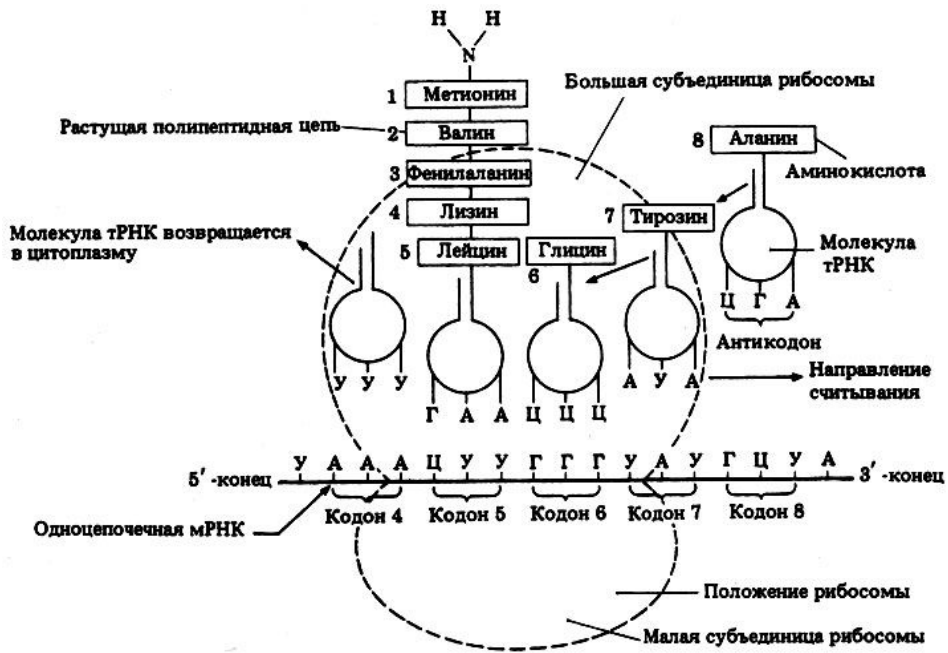 H H
N
1 Метионин
Большая субъединица рибосомы
Растущая полипептидная цепь
2 Валин
8 Аланин
3 Фенилаланин
Аминокислота
4 Лизин
7 Тирозин
Молекула тРНК возвращается
в цитоплазму
5 Лейцин
Глицин
6
Молекула
тРНК
Ц Г А
Антикодон
У У У
А У А
Направление
считывания
Г А А
Ц Ц Ц
5′ -конец У А А А Ц У У Г Г Г У А У Г Ц У А 3′ -конец
Кодон 4 Кодон 5 Кодон 6 Кодон 7 Кодон 8
Одноцепочечная мРНК
Положение рибосомы
Малая субъединица рибосомы